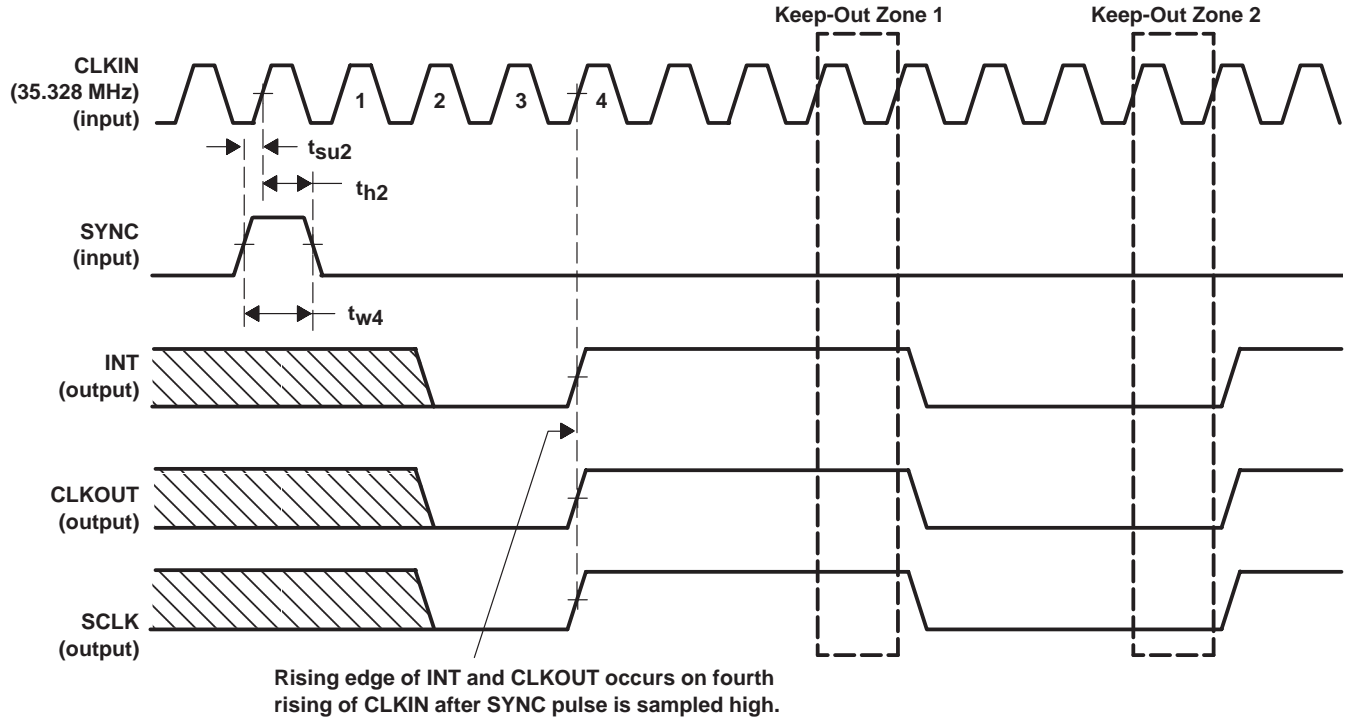 Keep-Out Zone 1
Keep-Out Zone 2
CLKIN
(35.328 MHz)
(input)
1
2
3
4
tsu2
th2
SYNC
(input)
tw4
INT
(output)
CLKOUT
(output)
SCLK
(output)
Rising edge of INT and CLKOUT occurs on fourth
rising of CLKIN after SYNC pulse is sampled high.